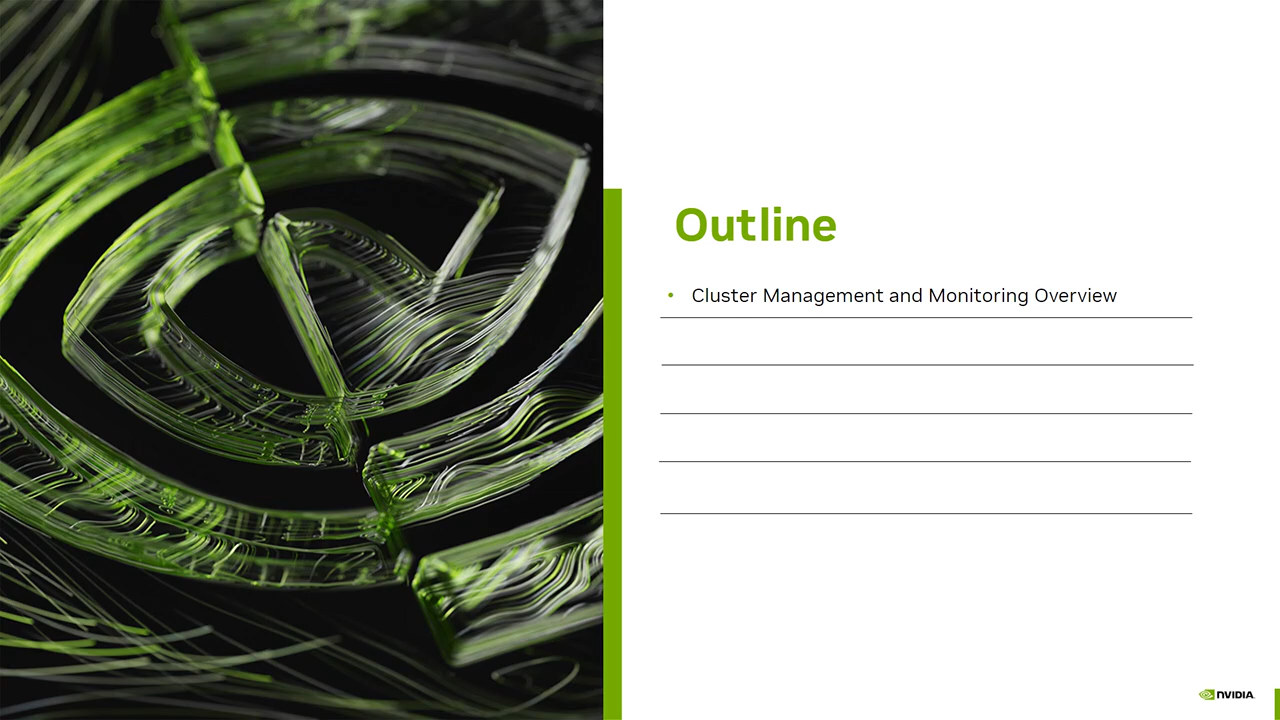 Outline
• Cluster Management and Monitoring Overview
NVIDIA